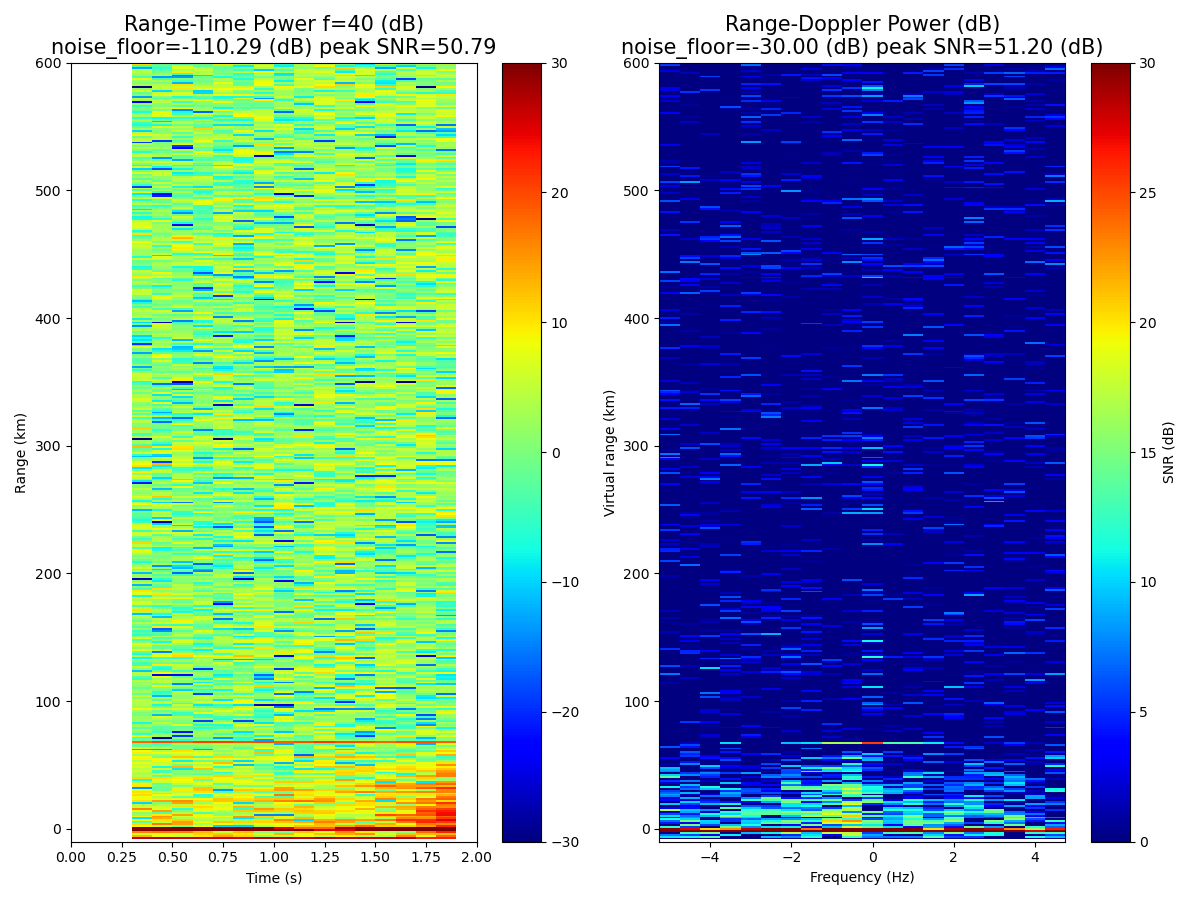 Range-Time Power f=40 (dB)
noise_floor=-110.29 (dB) peak SNR=50.79
600
500
400
300
200
100
0
Range (km)
0.00 0.25 0.50 0.75 1.00 1.25 1.50 1.75 2.00
Time (s)
30
20
10
0
−10
−20
−30
Range-Doppler Power (dB)
noise_floor=-30.00 (dB) peak SNR=51.20 (dB)
600
500
400
300
200
100
0
Virtual range (km)
−4 −2 0 2 4
Frequency (Hz)
30
25
20
15
10
5
0
SNR (dB)